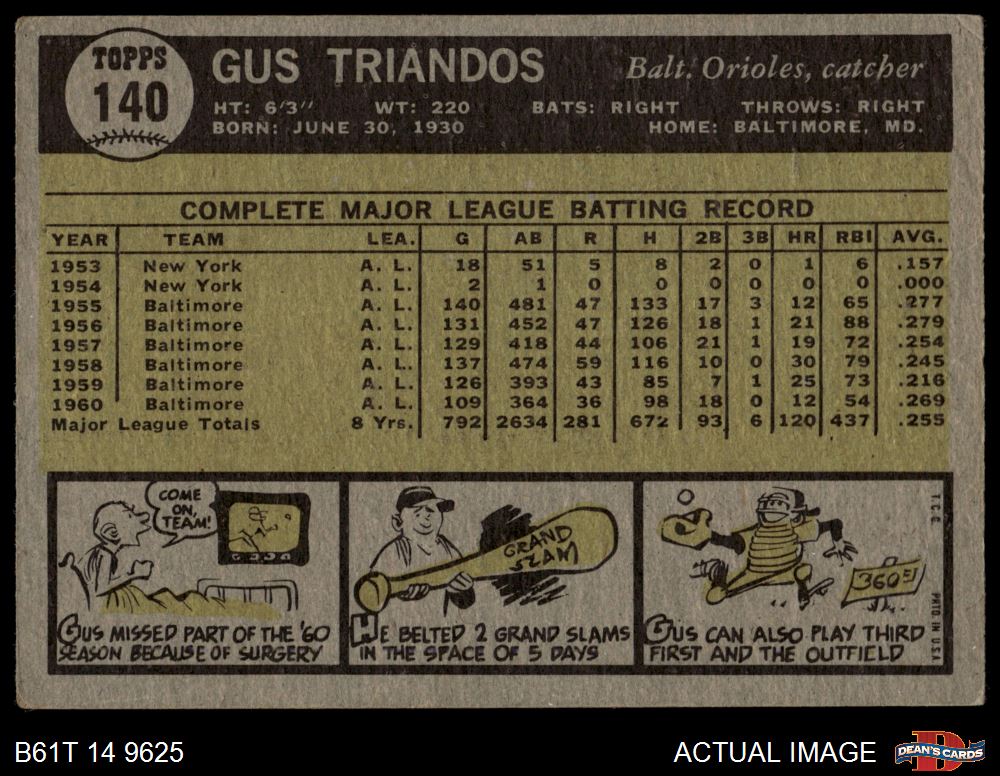 TOPPS
140
GUS TRIANDOS
Balt. Orioles, catcher
HT: 6'3" WT: 220 BATS: RIGHT THROWS: RIGHT
BORN: JUNE 30, 1930 HOME: BALTIMORE, MD.
COMPLETE MAJOR LEAGUE BATTING RECORD
YEAR TEAM LEA. G AB R H 2B 3B HR RBI AVG.
1953 New York A. L. 18 51 5 8 2 0 1 6 .157
1954 New York A. L. 2 1 0 0 0 0 0 0 .000
1955 Baltimore A. L. 140 481 47 133 17 3 12 65 .277
1956 Baltimore A. L. 131 452 47 126 18 1 21 88 .279
1957 Baltimore A. L. 129 418 44 106 21 1 19 72 .254
1958 Baltimore A. L. 137 474 59 116 10 0 30 79 .245
1959 Baltimore A. L. 126 393 43 85 7 1 25 73 .216
1960 Baltimore A. L. 109 364 36 98 18 0 12 54 .269
Major League Totals 8 Yrs. 792 2634 281 672 93 6 120 437 .255
COME
ON,
TEAM!
GUS MISSED PART OF THE '60
SEASON BECAUSE OF SURGERY
GRAND
SLAM
HE BELTED 2 GRAND SLAMS
IN THE SPACE OF 5 DAYS
360 FT
GUS CAN ALSO PLAY THIRD
FIRST AND THE OUTFIELD
T.C.G.
PRTD. IN U.S.A.
B61T 14 9625
ACTUAL IMAGE
D
DEAN'S CARDS